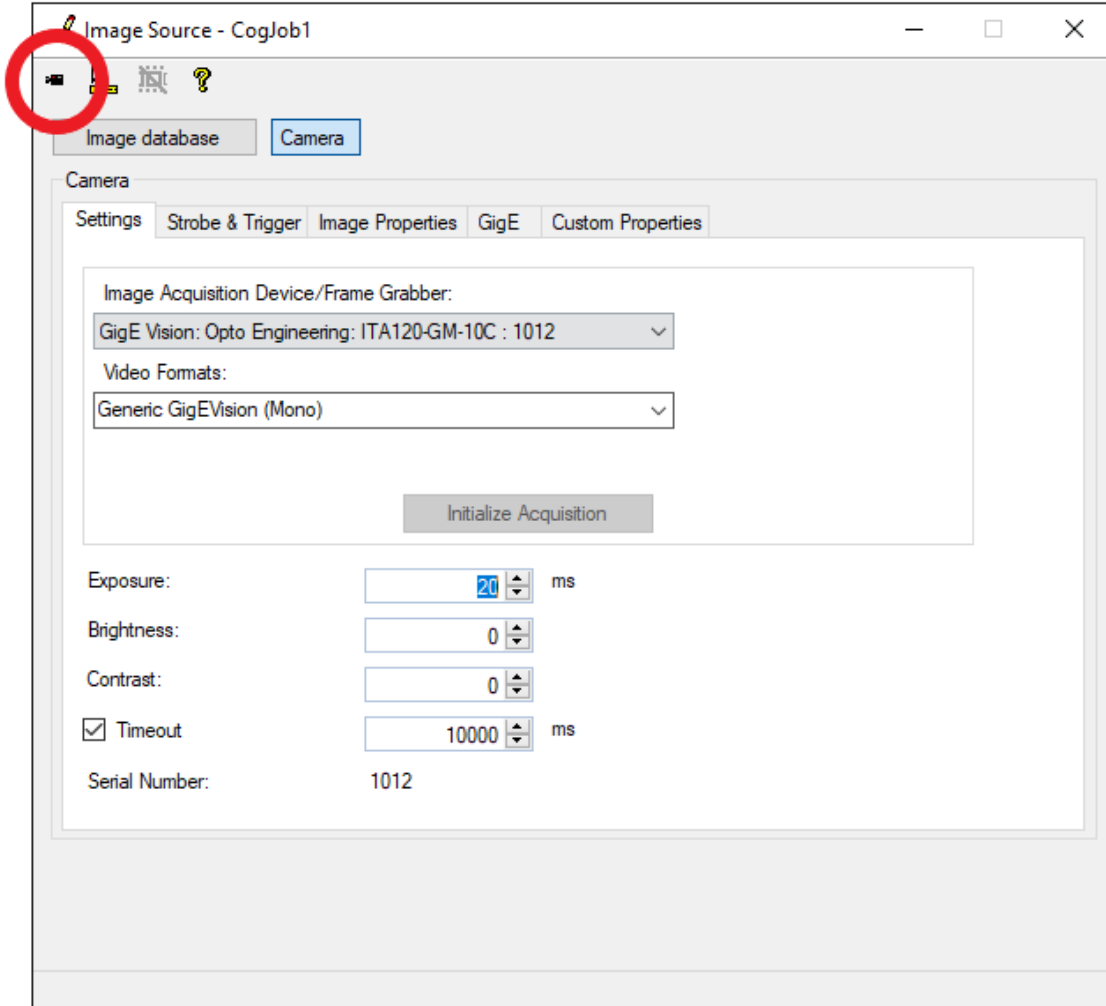 Image Source - CogJob1
Image database
Camera
Camera
Settings
Strobe & Trigger
Image Properties
GigE
Custom Properties
Image Acquisition Device/Frame Grabber:
GigE Vision: Opto Engineering: ITA120-GM-10C : 1012
Video Formats:
Generic GigEVision (Mono)
Initialize Acquisition
Exposure: 20 ms
Brightness: 0
Contrast: 0
Timeout 10000 ms
Serial Number: 1012